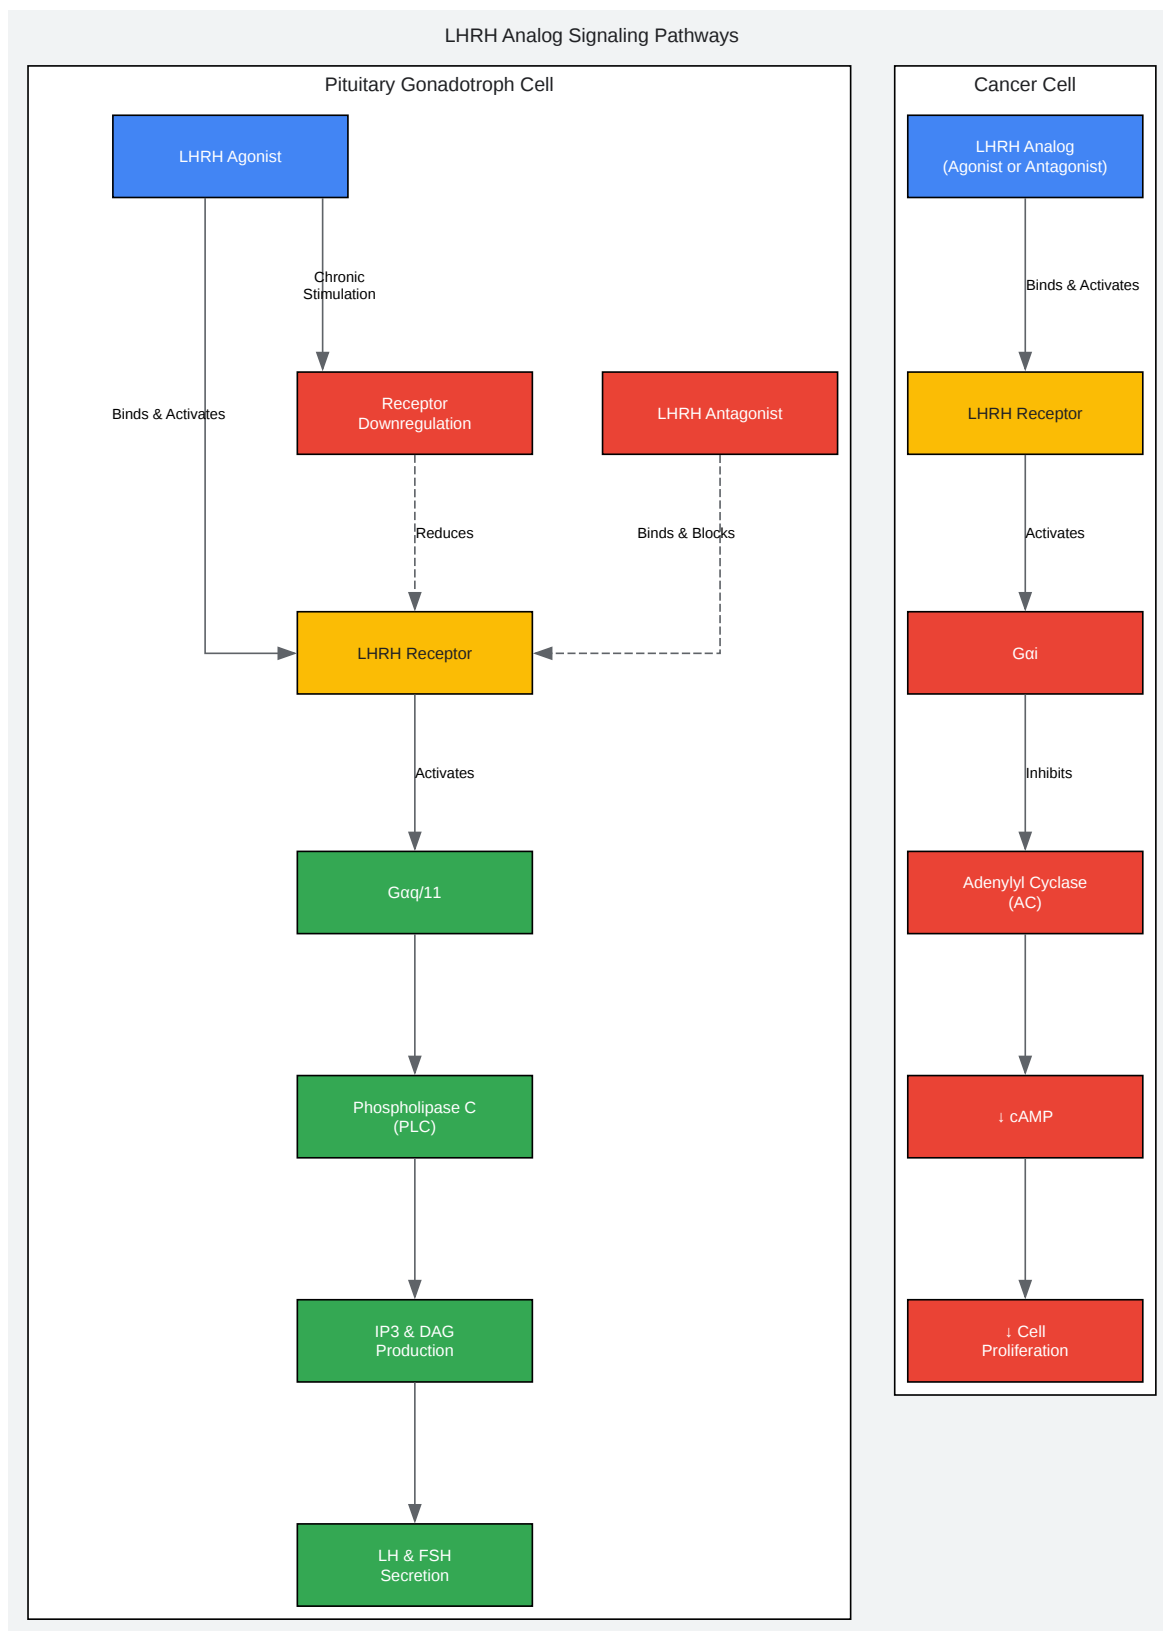 LHRH Analog Signaling Pathways
Pituitary Gonadotroph Cell
LHRH Agonist
Chronic
Stimulation
Binds & Activates
Receptor
Downregulation
LHRH Antagonist
Reduces
Binds & Blocks
LHRH Receptor
Activates
Gαq/11
Phospholipase C
(PLC)
IP3 & DAG
Production
LH & FSH
Secretion
Cancer Cell
LHRH Analog
(Agonist or Antagonist)
Binds & Activates
LHRH Receptor
Activates
Gαi
Inhibits
Adenylyl Cyclase
(AC)
↓ cAMP
↓ Cell
Proliferation